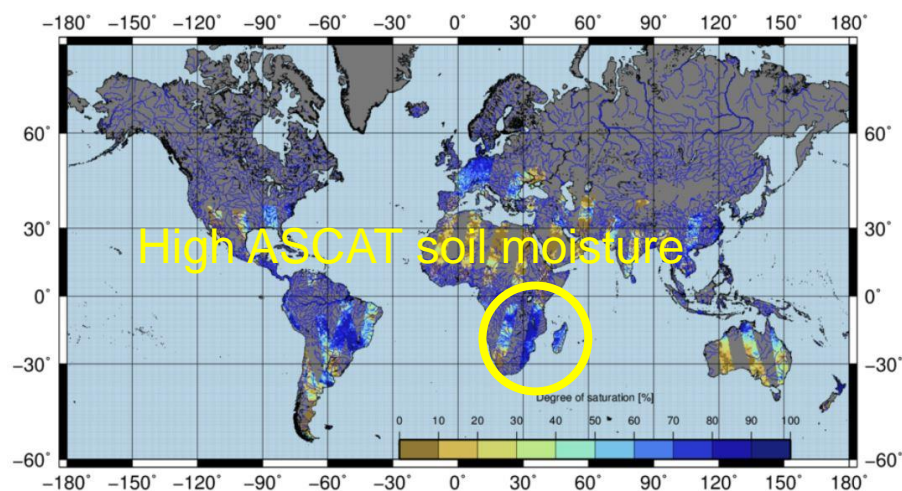 −180° −150° −120° −90° −60° −30° 0° 30° 60° 90° 120° 150° 180°
60° 60°
30° 30°
High ASCAT soil moisture
0° 0°
−30° −30°
Degree of saturation [%]
0 10 20 30 40 50 60 70 80 90 100
−60° −60°
−180° −150° −120° −90° −60° −30° 0° 30° 60° 90° 120° 150° 180°